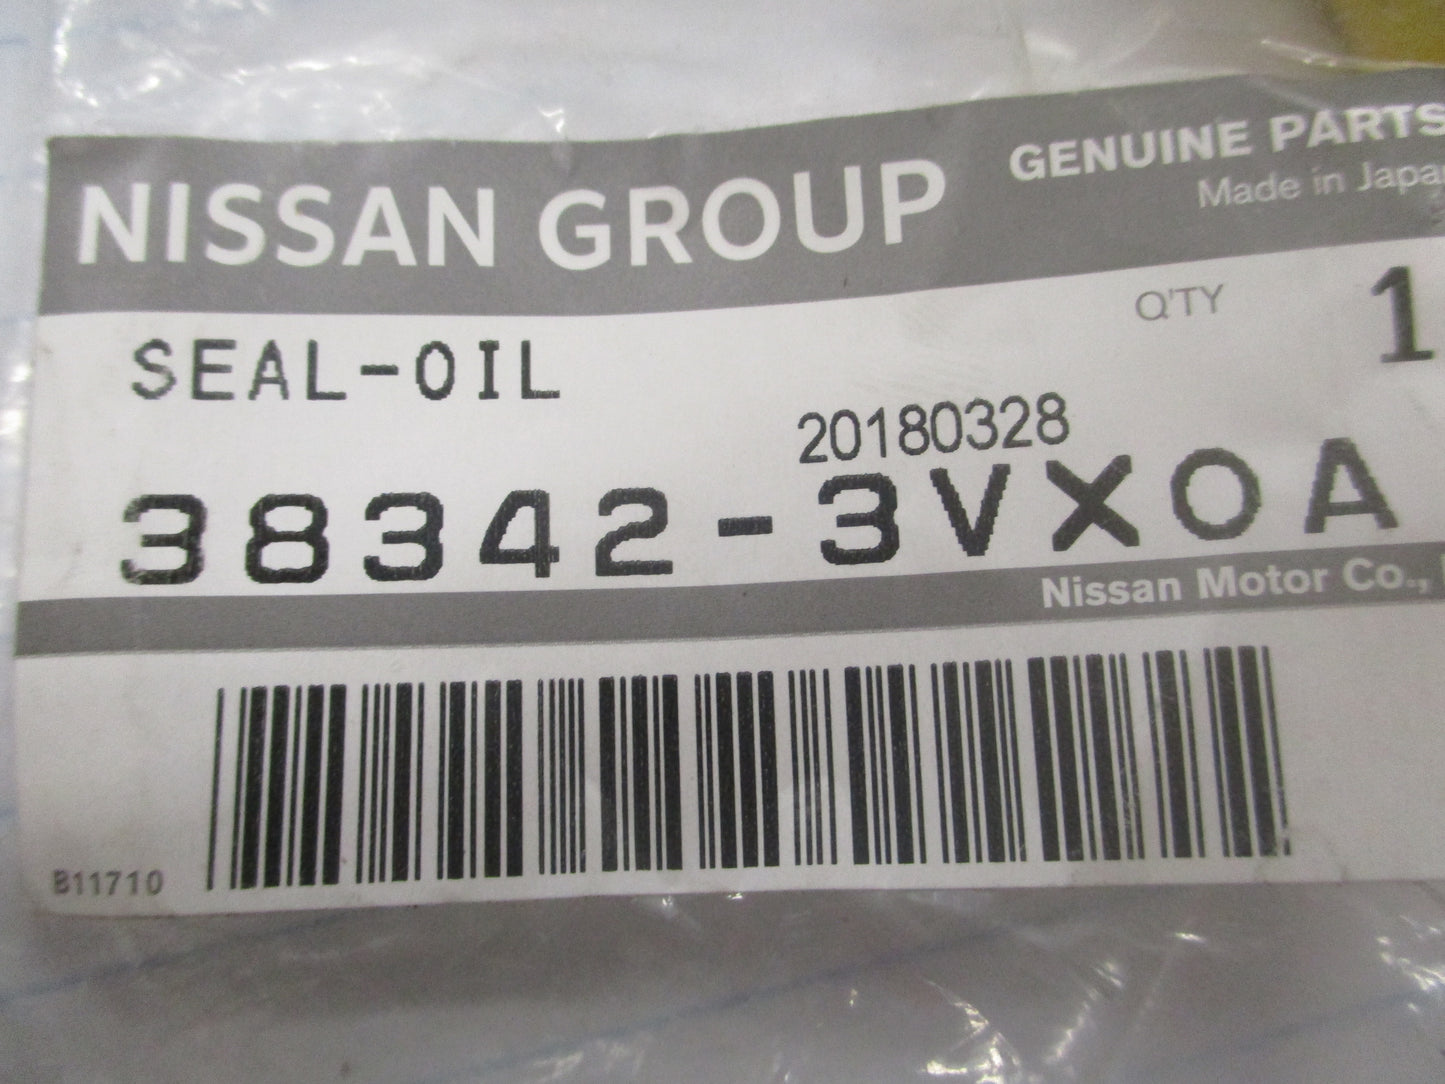 NISSAN GROUP
GENUINE PARTS
Made in Japan
SEAL-OIL
Q'TY 1
20180328
38342-3VX0A
Nissan Motor Co.,
B11710